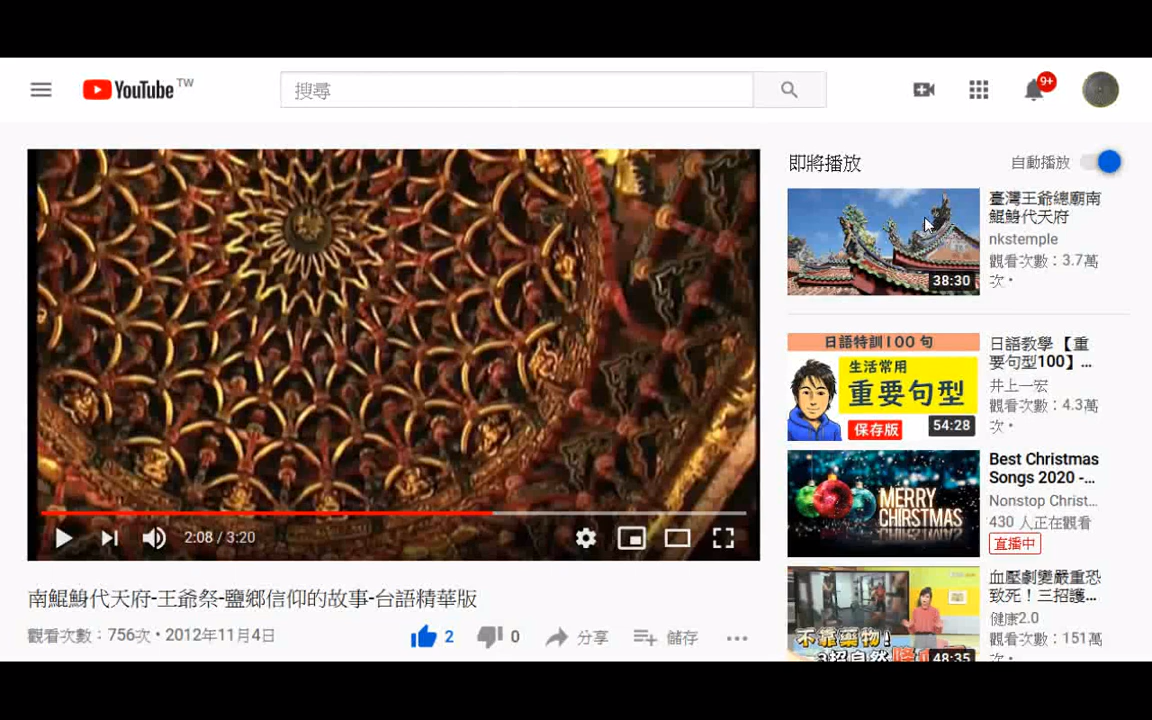 YouTube TW
搜尋
9+
2:08 / 3:20
南鯤鯓代天府-王爺祭-鹽鄉信仰的故事-台語精華版
觀看次數：756次 • 2012年11月4日
2
0
分享
儲存
即將播放
自動播放
38:30
臺灣王爺總廟南
鯤鯓代天府
nkstemple
觀看次數：3.7萬
次 •
日語特訓100句
生活常用
重要句型
保存版
54:28
日語教學 【重
要句型100】...
井上一宏
觀看次數：4.3萬
次 •
MERRY
CHIRSTMAS
Best Christmas
Songs 2020 -...
Nonstop Christ...
430 人正在觀看
直播中
不靠藥物!
48:35
血壓劇變嚴重恐
致死！三招護...
健康2.0
觀看次數：151萬